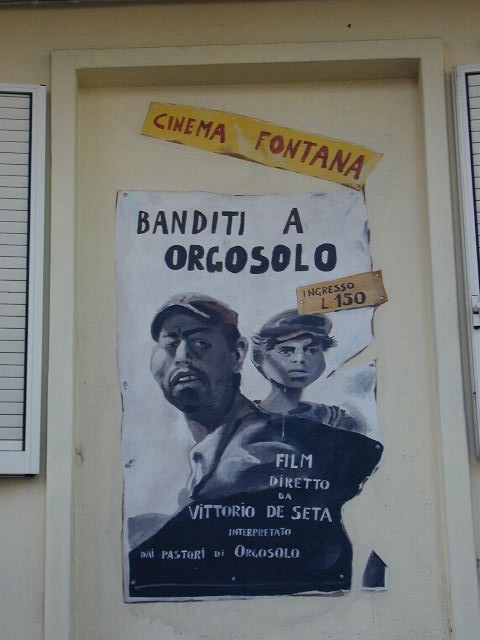 CINEMA FONTANA
BANDITI A
ORGOSOLO
INGRESSO
L. 150
FILM
DIRETTO
DA
VITTORIO DE SETA
INTERPRETATO
DAI PASTORI DI ORGOSOLO